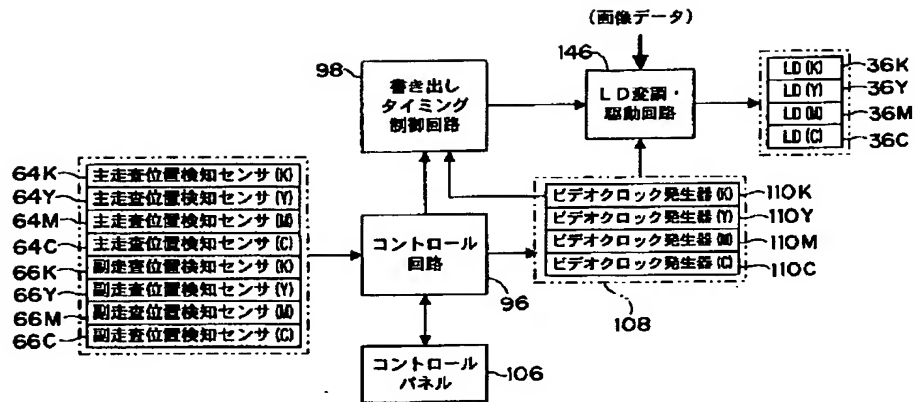 (画像データ)
98
書き出し
タイミング
制御回路
146
LD変調・
駆動回路
LD (K) 36K
LD (Y) 36Y
LD (M) 36M
LD (C) 36C
64K 主走査位置検知センサ(K)
64Y 主走査位置検知センサ(Y)
64M 主走査位置検知センサ(M)
64C 主走査位置検知センサ(C)
66K 副走査位置検知センサ(K)
66Y 副走査位置検知センサ(Y)
66M 副走査位置検知センサ(M)
66C 副走査位置検知センサ(C)
コントロール
回路
96
ビデオクロック発生器(K) 110K
ビデオクロック発生器(Y) 110Y
ビデオクロック発生器(M) 110M
ビデオクロック発生器(C) 110C
108
コントロール
パネル
106